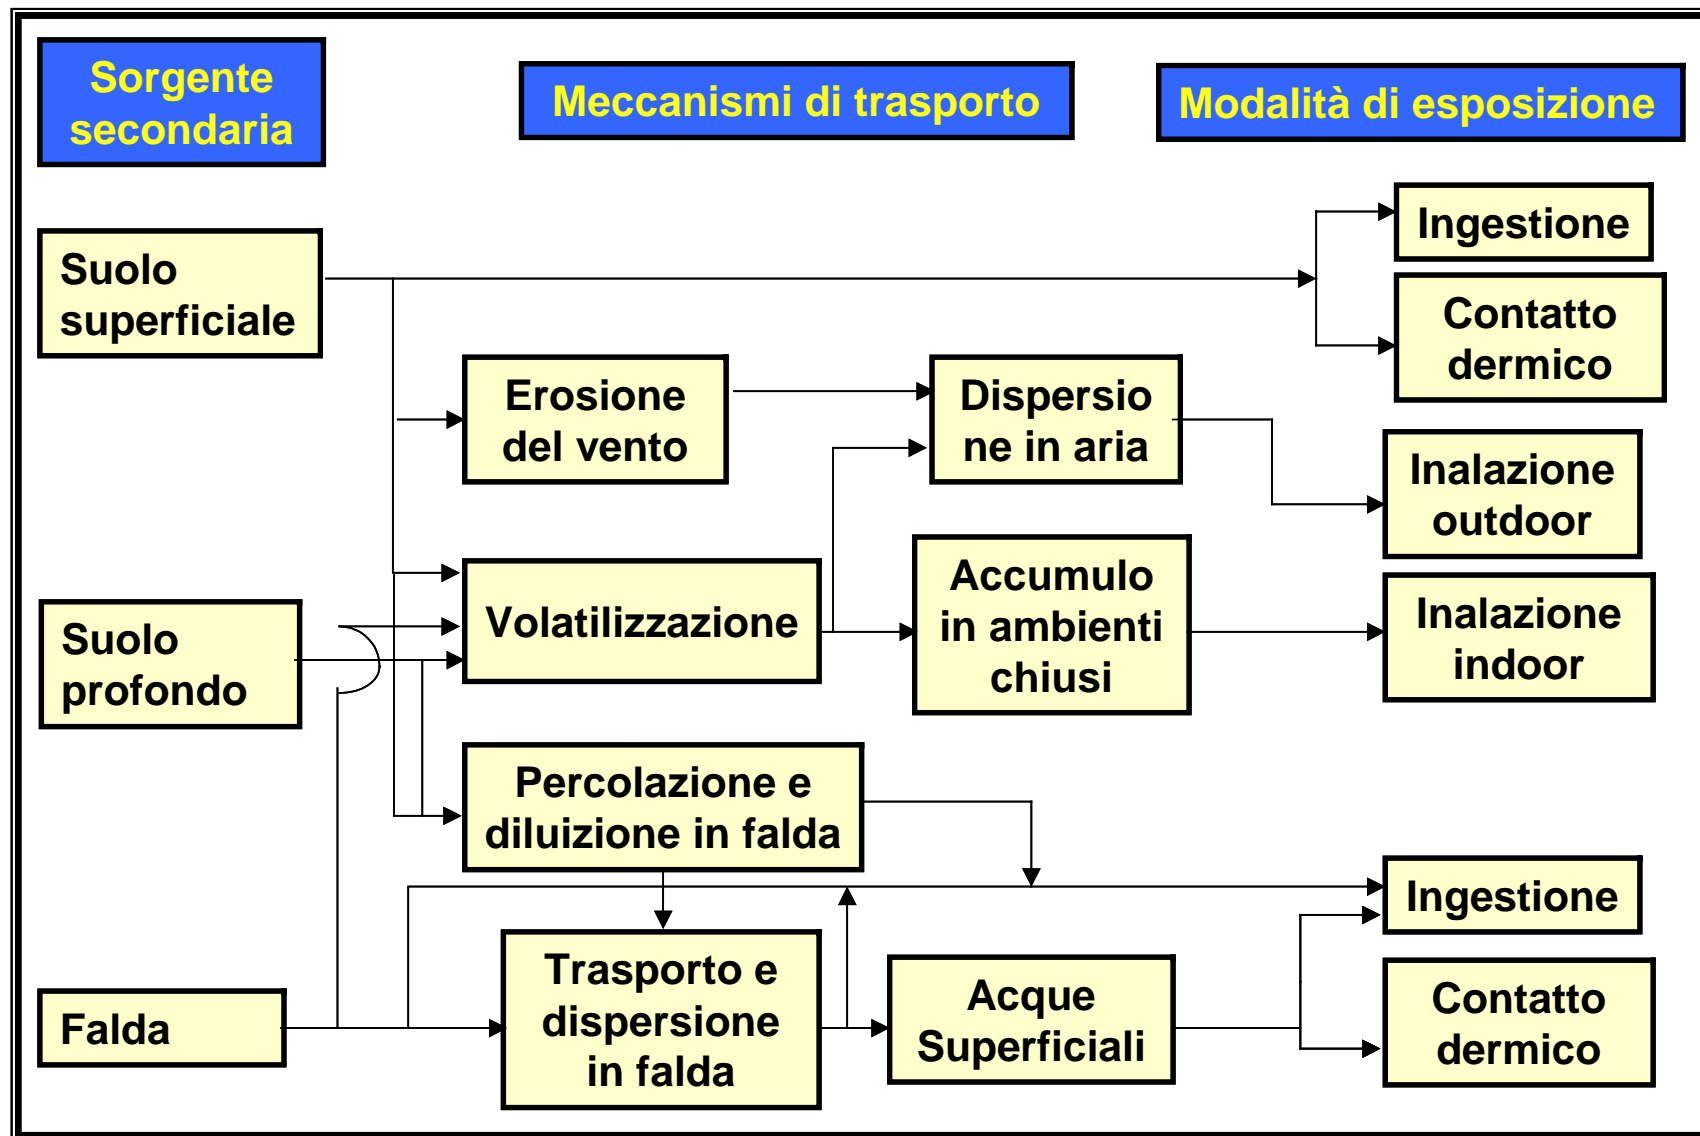 Sorgente
secondaria
Meccanismi di trasporto
Modalità di esposizione
Suolo
superficiale
Ingestione
Contatto
dermico
Erosione
del vento
Dispersio
ne in aria
Inalazione
outdoor
Suolo
profondo
Volatilizzazione
Accumulo
in ambienti
chiusi
Inalazione
indoor
Percolazione e
diluizione in falda
Ingestione
Falda
Trasporto e
dispersione
in falda
Acque
Superficiali
Contatto
dermico